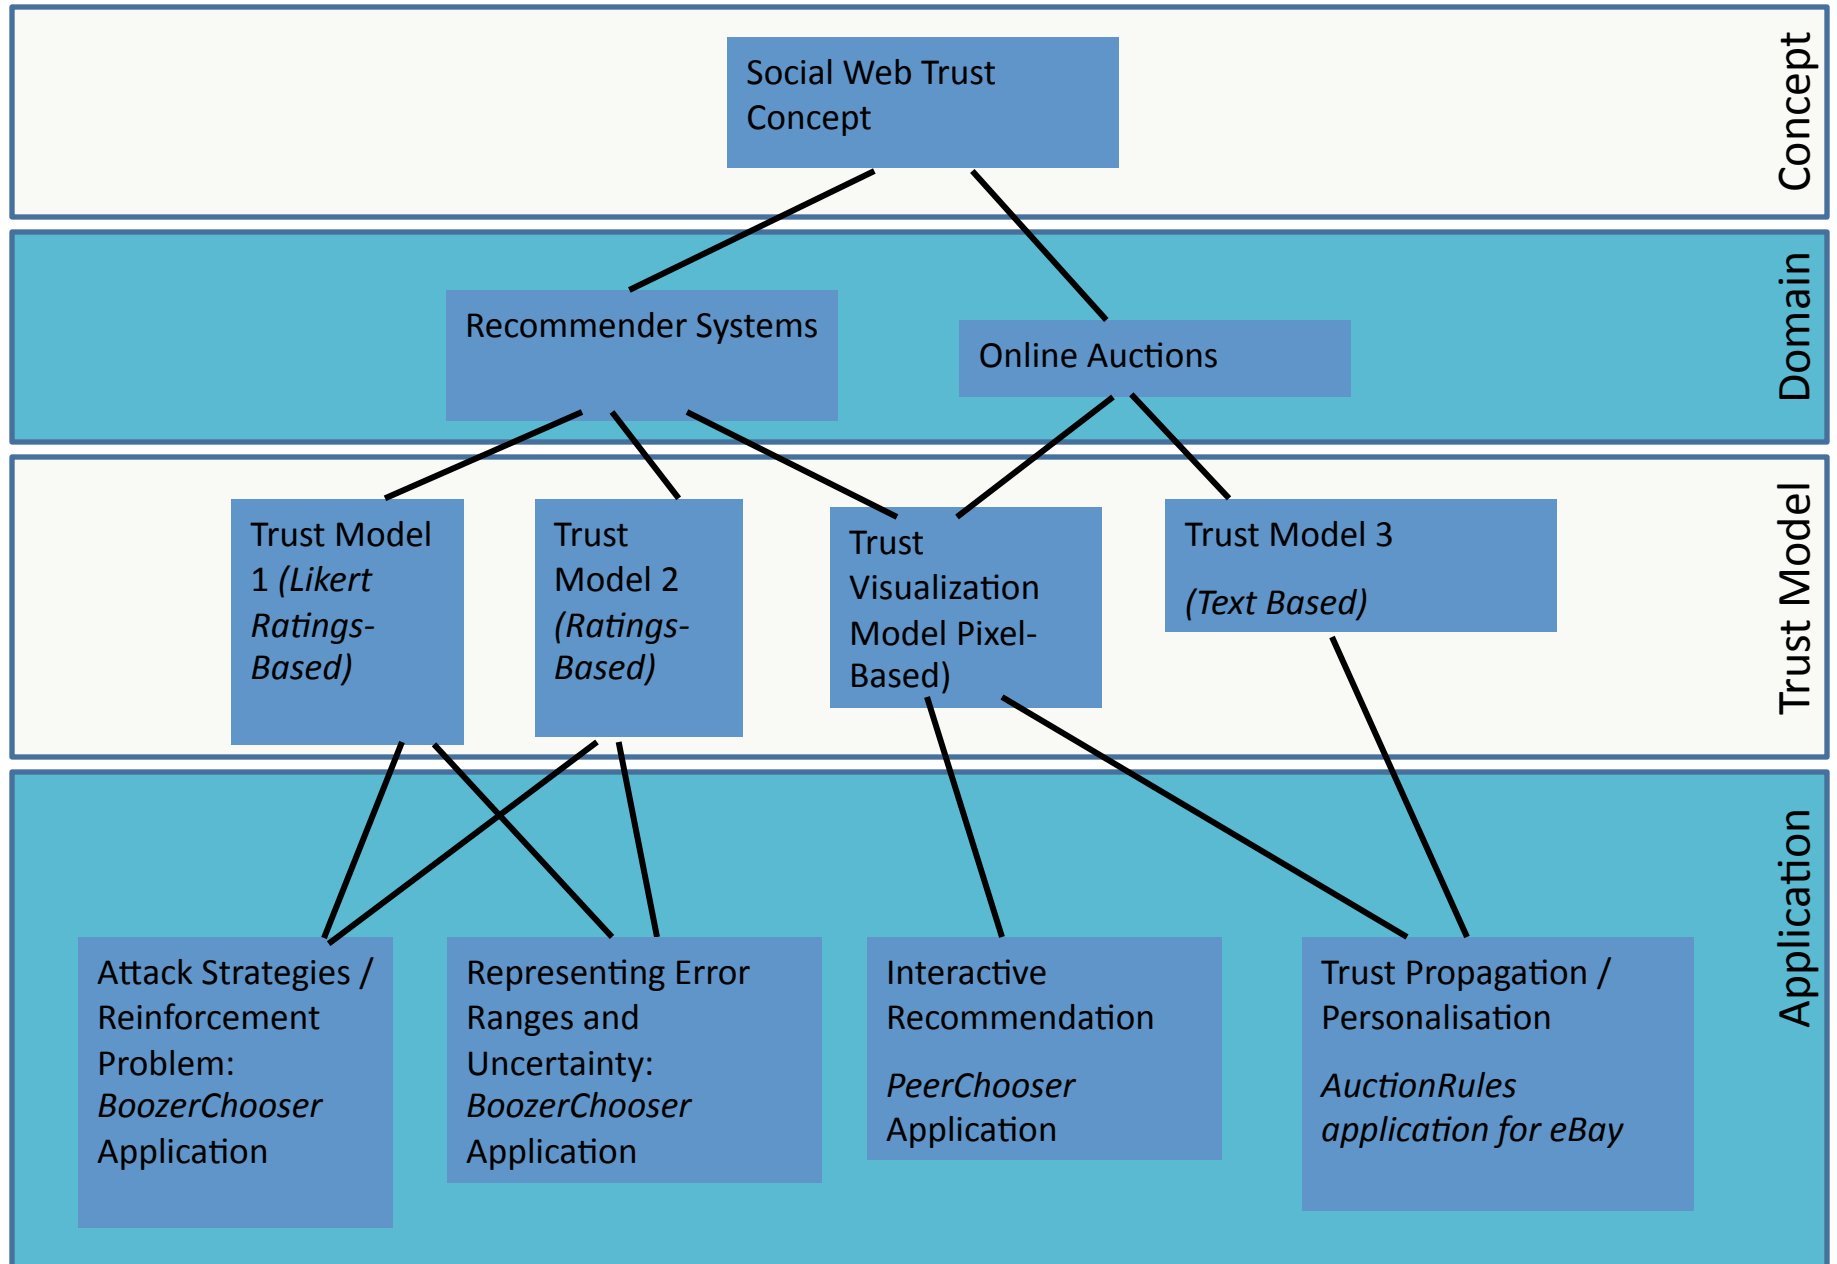 Social Web Trust
Concept
Concept
Recommender Systems
Online Auctions
Domain
Trust Model
1 (Likert
Ratings-
Based)
Trust
Model 2
(Ratings-
Based)
Trust
Visualization
Model Pixel-
Based)
Trust Model 3
(Text Based)
Trust Model
Attack Strategies /
Reinforcement
Problem:
BoozerChooser
Application
Representing Error
Ranges and
Uncertainty:
BoozerChooser
Application
Interactive
Recommendation
PeerChooser
Application
Trust Propagation /
Personalisation
AuctionRules
application for eBay
Application